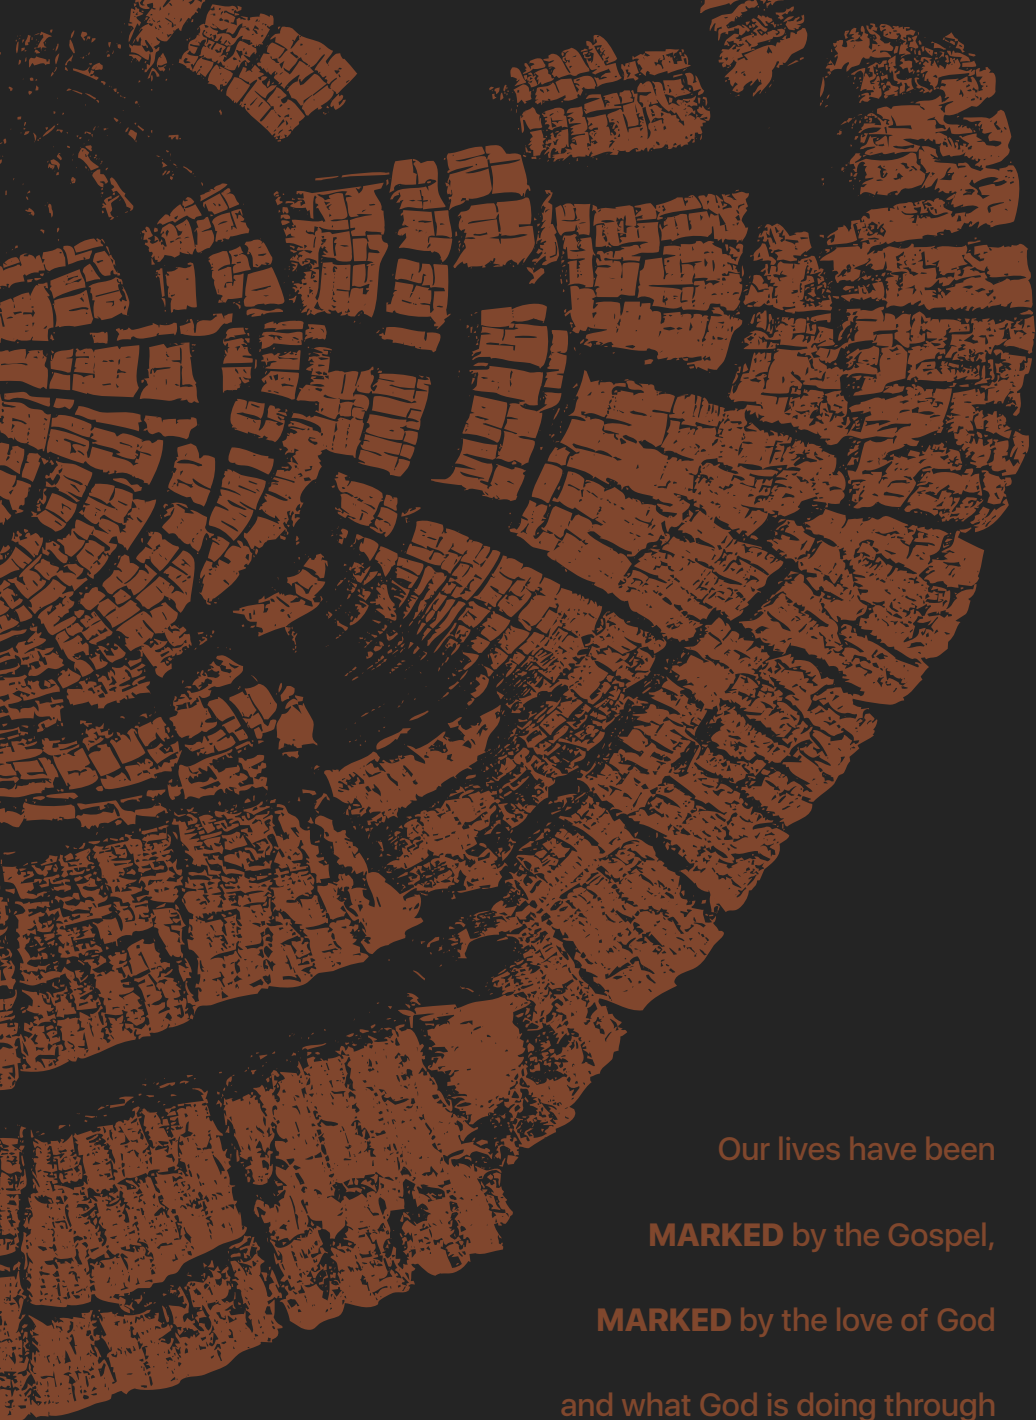 Our lives have been
MARKED by the Gospel,
MARKED by the love of God
and what God is doing through